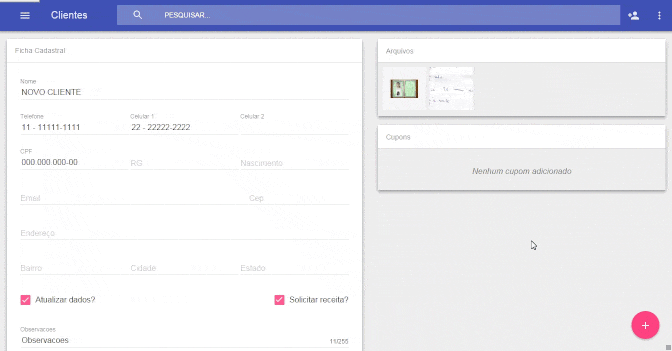 Clientes
PESQUISAR...
Ficha Cadastral
Nome
NOVO CLIENTE
Telefone
Celular 1
Celular 2
11 - 11111-1111
22 - 22222-2222
CPF
000.000.000-00
RG
Nascimento
Email
Cep
Endereço
Bairro
Cidade
Estado
Atualizar dados?
Solicitar receita?
Observacoes
Observacoes
11/255
Arquivos
Cupons
Nenhum cupom adicionado